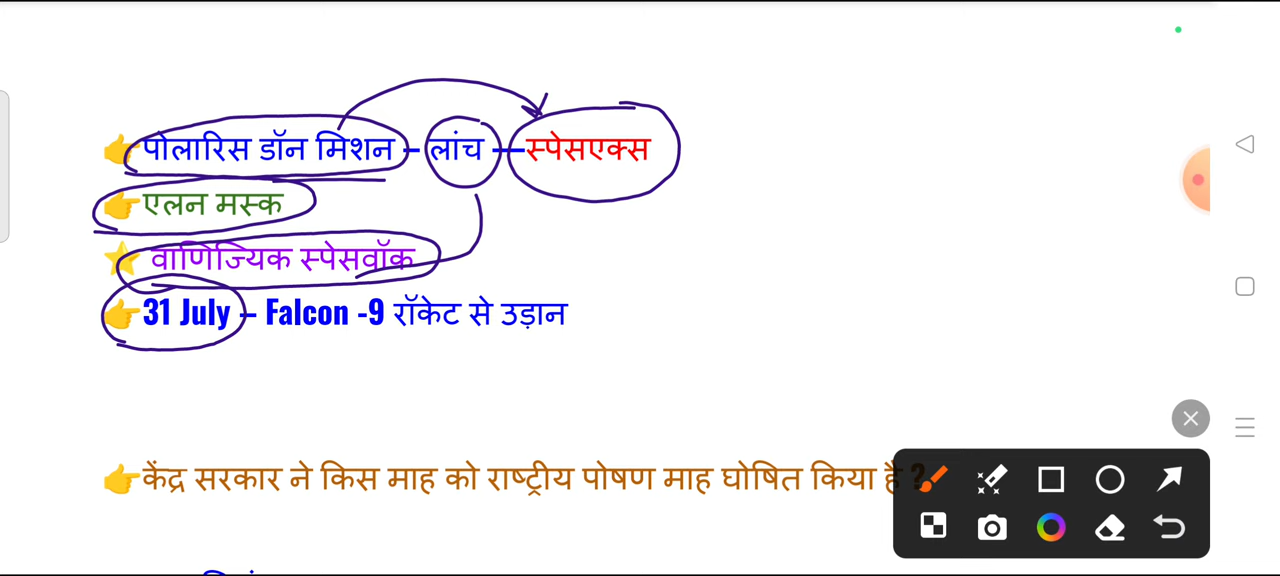 👉पोलारिस डॉन मिशन – लांच – स्पेसएक्स
👉एलन मस्क
⭐ वाणिज्यिक स्पेसवॉक
👉31 July – Falcon -9 रॉकेट से उड़ान
👉केंद्र सरकार ने किस माह को राष्ट्रीय पोषण माह घोषित किया है ?